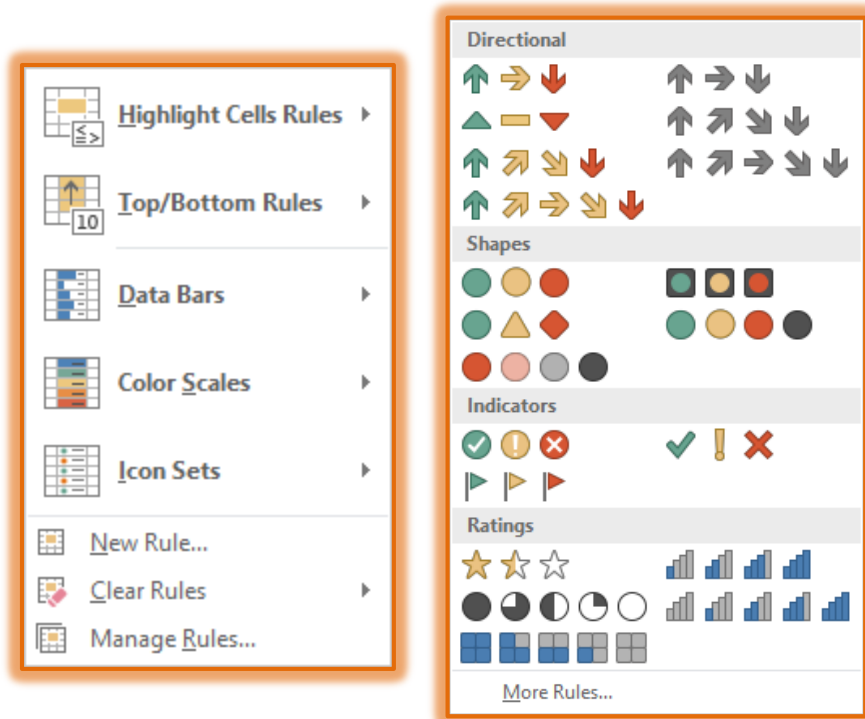 Highlight Cells Rules
Top/Bottom Rules
10
Data Bars
Color Scales
Icon Sets
New Rule...
Clear Rules
Manage Rules...
Directional
Shapes
Indicators
Ratings
More Rules...